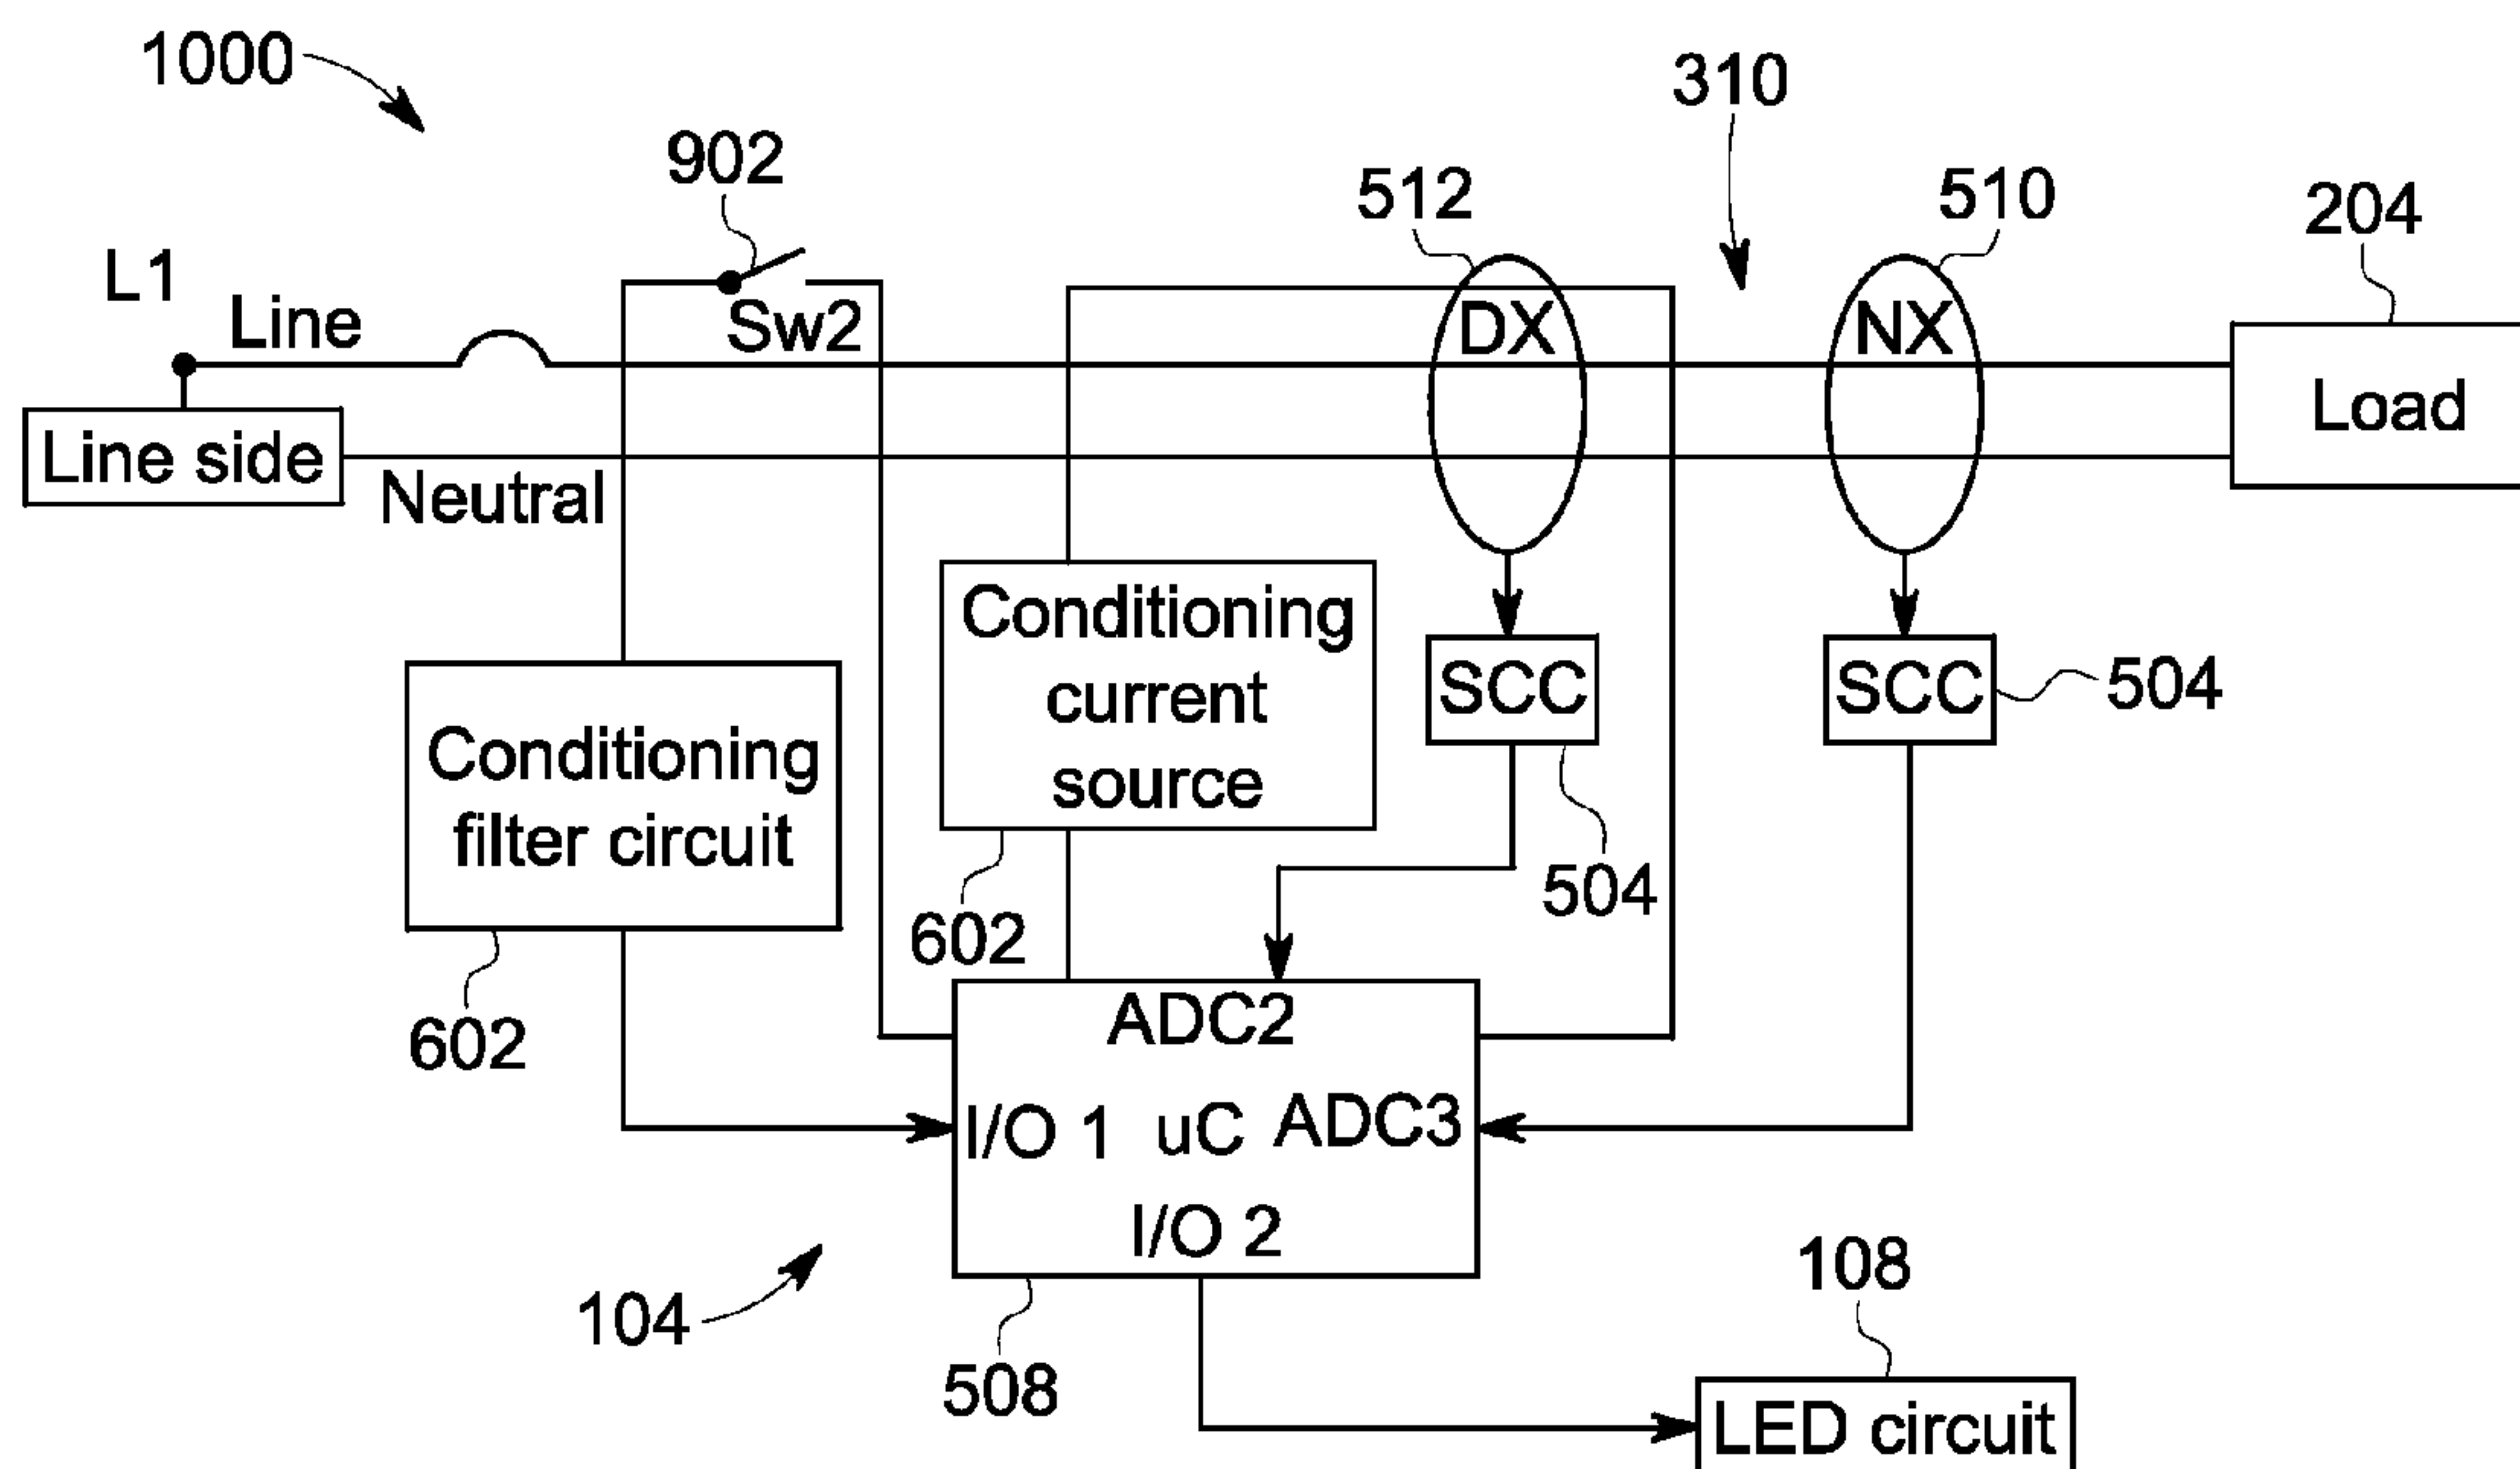 1000
310
902
512
510
204
L1
Line
Sw2
DX
NX
Load
Line side
Neutral
Conditioning
current
source
SCC
SCC
504
Conditioning
filter circuit
504
602
602
ADC2
I/O 1
uC
ADC3
I/O 2
104
508
108
LED circuit